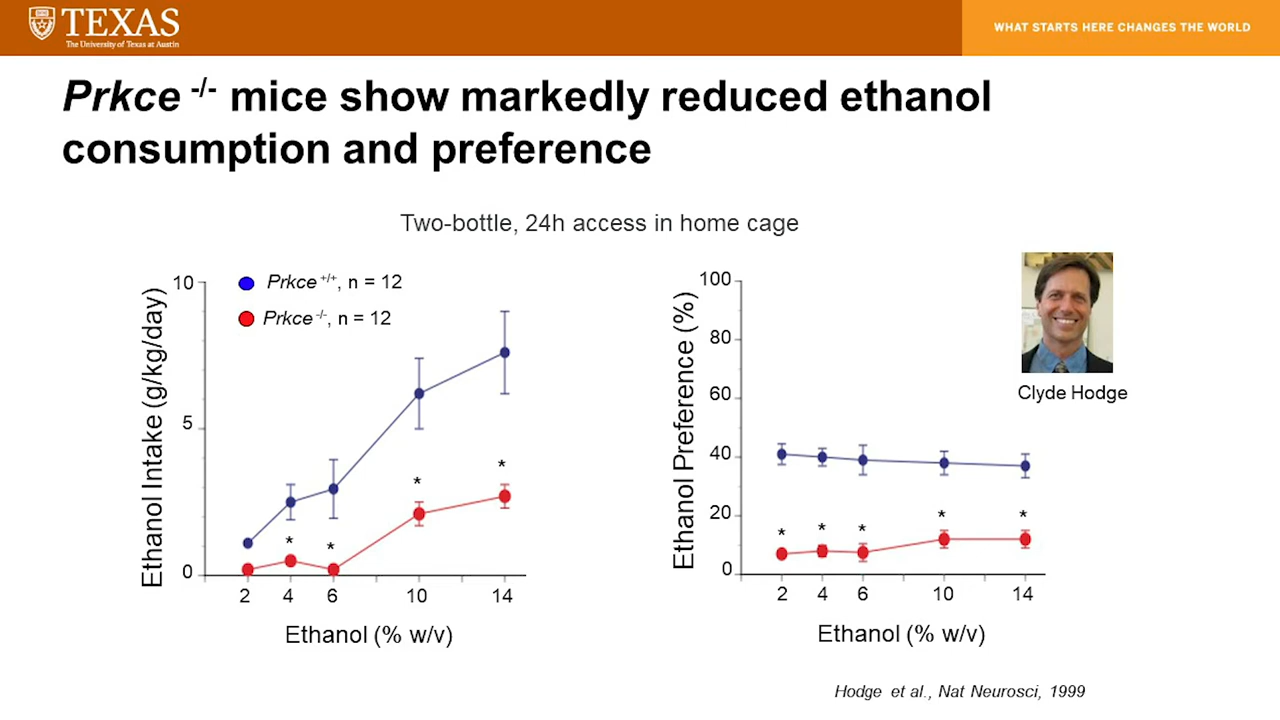 TEXAS
The University of Texas at Austin
WHAT STARTS HERE CHANGES THE WORLD
Prkce -/- mice show markedly reduced ethanol
consumption and preference
Two-bottle, 24h access in home cage
Ethanol Intake (g/kg/day)
10
5
0
Prkce +/+, n = 12
Prkce -/-, n = 12
*
*
*
*
2 4 6 10 14
Ethanol (% w/v)
Ethanol Preference (%)
100
80
60
40
20
0
* * * * *
2 4 6 10 14
Ethanol (% w/v)
Clyde Hodge
Hodge et al., Nat Neurosci, 1999